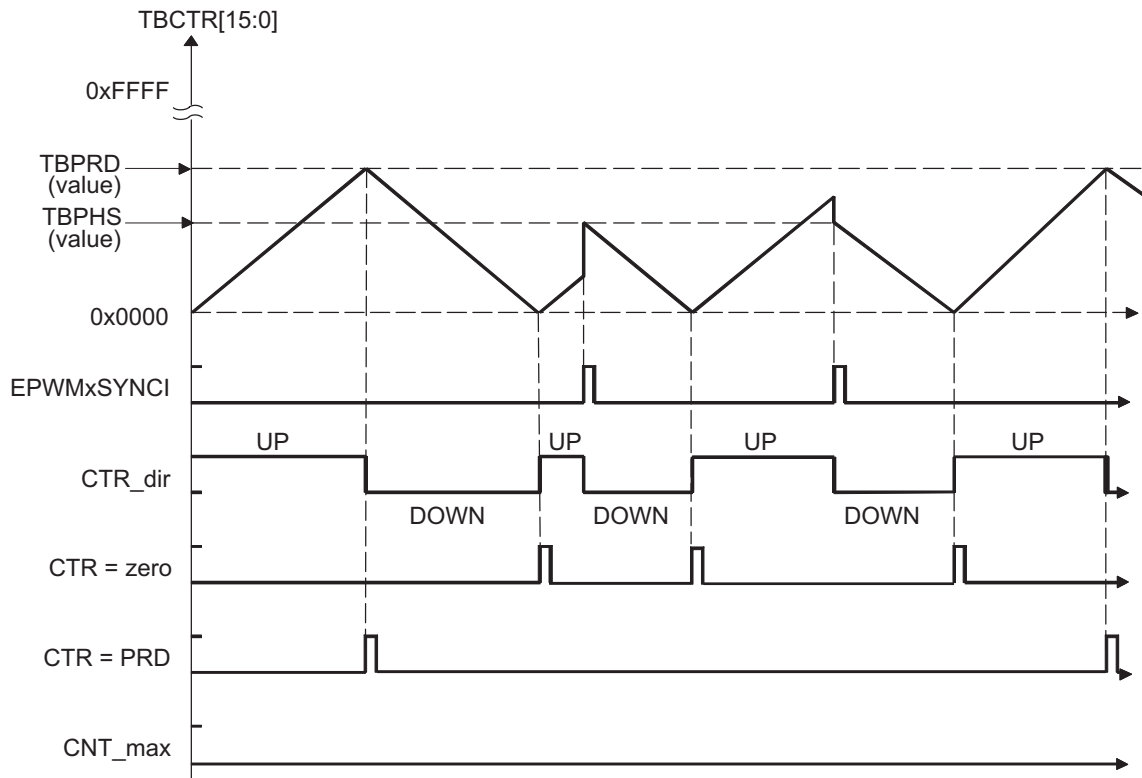 TBCTR[15:0]
0xFFFF
TBPRD
(value)
TBPHS
(value)
0x0000
EPWMxSYNCI
UP UP UP UP
CTR_dir
DOWN DOWN DOWN
CTR = zero
CTR = PRD
CNT_max